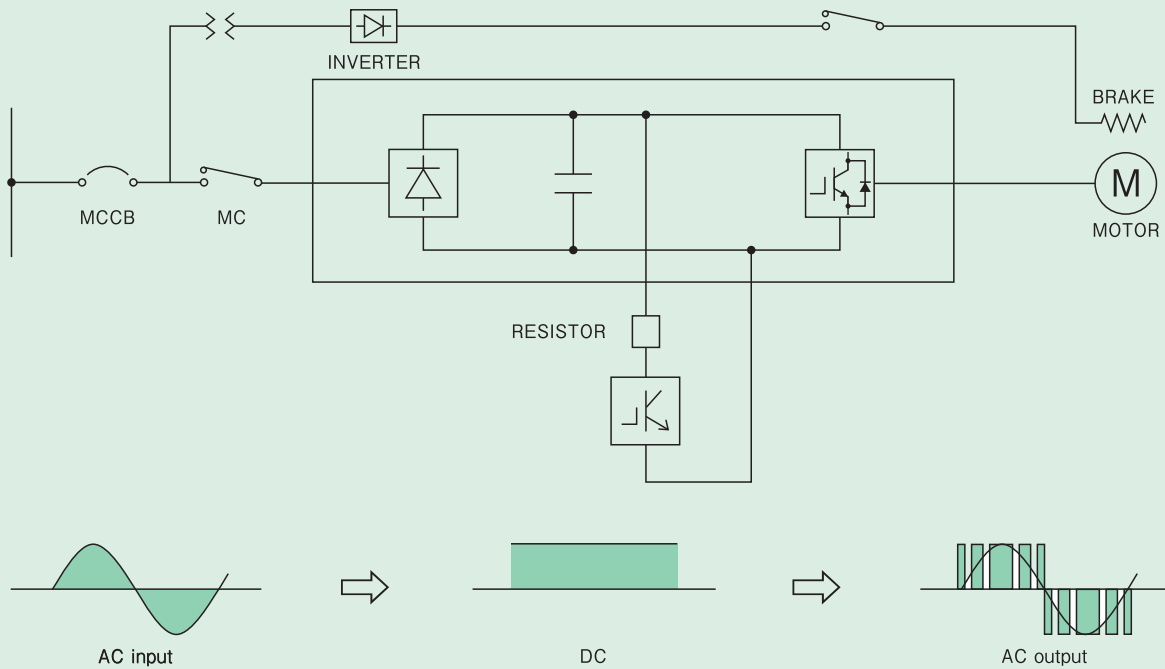 INVERTER
BRAKE
M
MCCB
MC
MOTOR
RESISTOR
AC input
DC
AC output